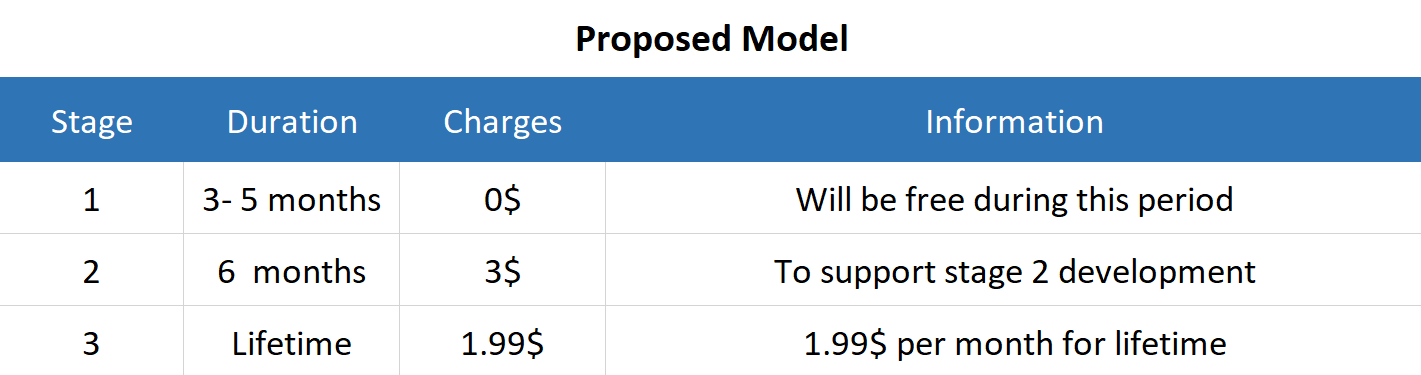 Proposed Model
Stage Duration Charges Information
1 3- 5 months 0$ Will be free during this period
2 6  months 3$ To support stage 2 development
3 Lifetime 1.99$ 1.99$ per month for lifetime